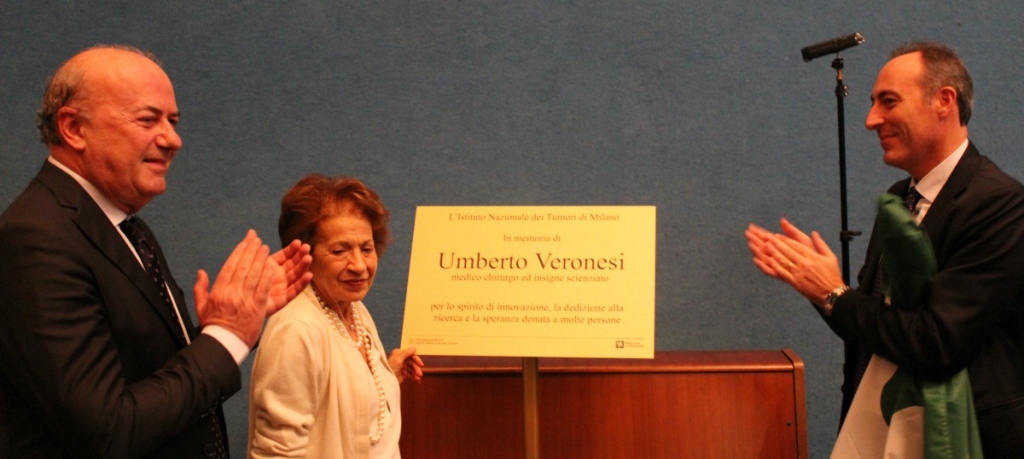 L'Istituto Nazionale dei Tumori di Milano
In memoria di
Umberto Veronesi
medico chirurgo ed insigne scienziato
per lo spirito di innovazione, la dedizione alla
ricerca e la speranza donata a molte persone